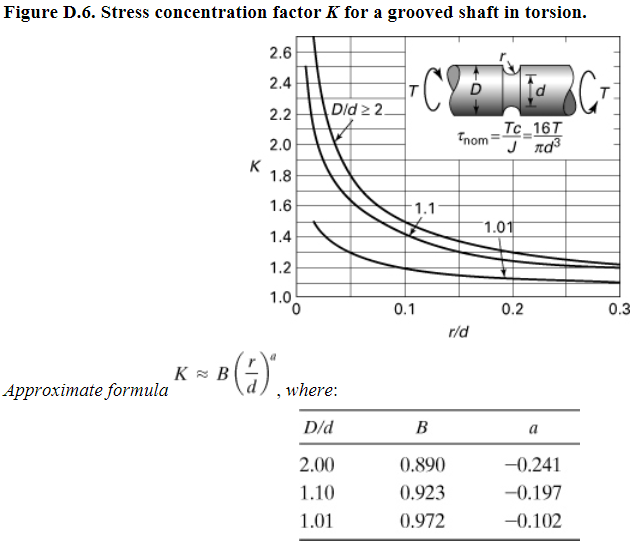 Figure D.6. Stress concentration factor K for a grooved shaft in torsion.
2.6
2.4
2.2
2.0
K
1.8
1.6
1.4
1.2
1.0
0
0.1
0.2
0.3
r/d
D/d ≥ 2
1.1
1.01
r
T
D
d
T
τnom = Tc/J = 16T/πd³
Approximate formula K ≈ B(r/d)^a, where:
D/d B a
2.00 0.890 −0.241
1.10 0.923 −0.197
1.01 0.972 −0.102